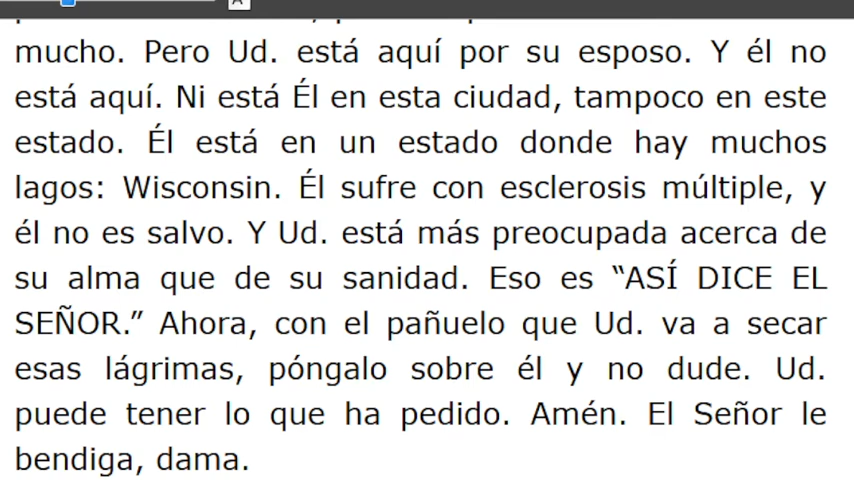 mucho. Pero Ud. está aquí por su esposo. Y él no
está aquí. Ni está Él en esta ciudad, tampoco en este
estado. Él está en un estado donde hay muchos
lagos: Wisconsin. Él sufre con esclerosis múltiple, y
él no es salvo. Y Ud. está más preocupada acerca de
su alma que de su sanidad. Eso es “ASÍ DICE EL
SEÑOR.” Ahora, con el pañuelo que Ud. va a secar
esas lágrimas, póngalo sobre él y no dude. Ud.
puede tener lo que ha pedido. Amén. El Señor le
bendiga, dama.